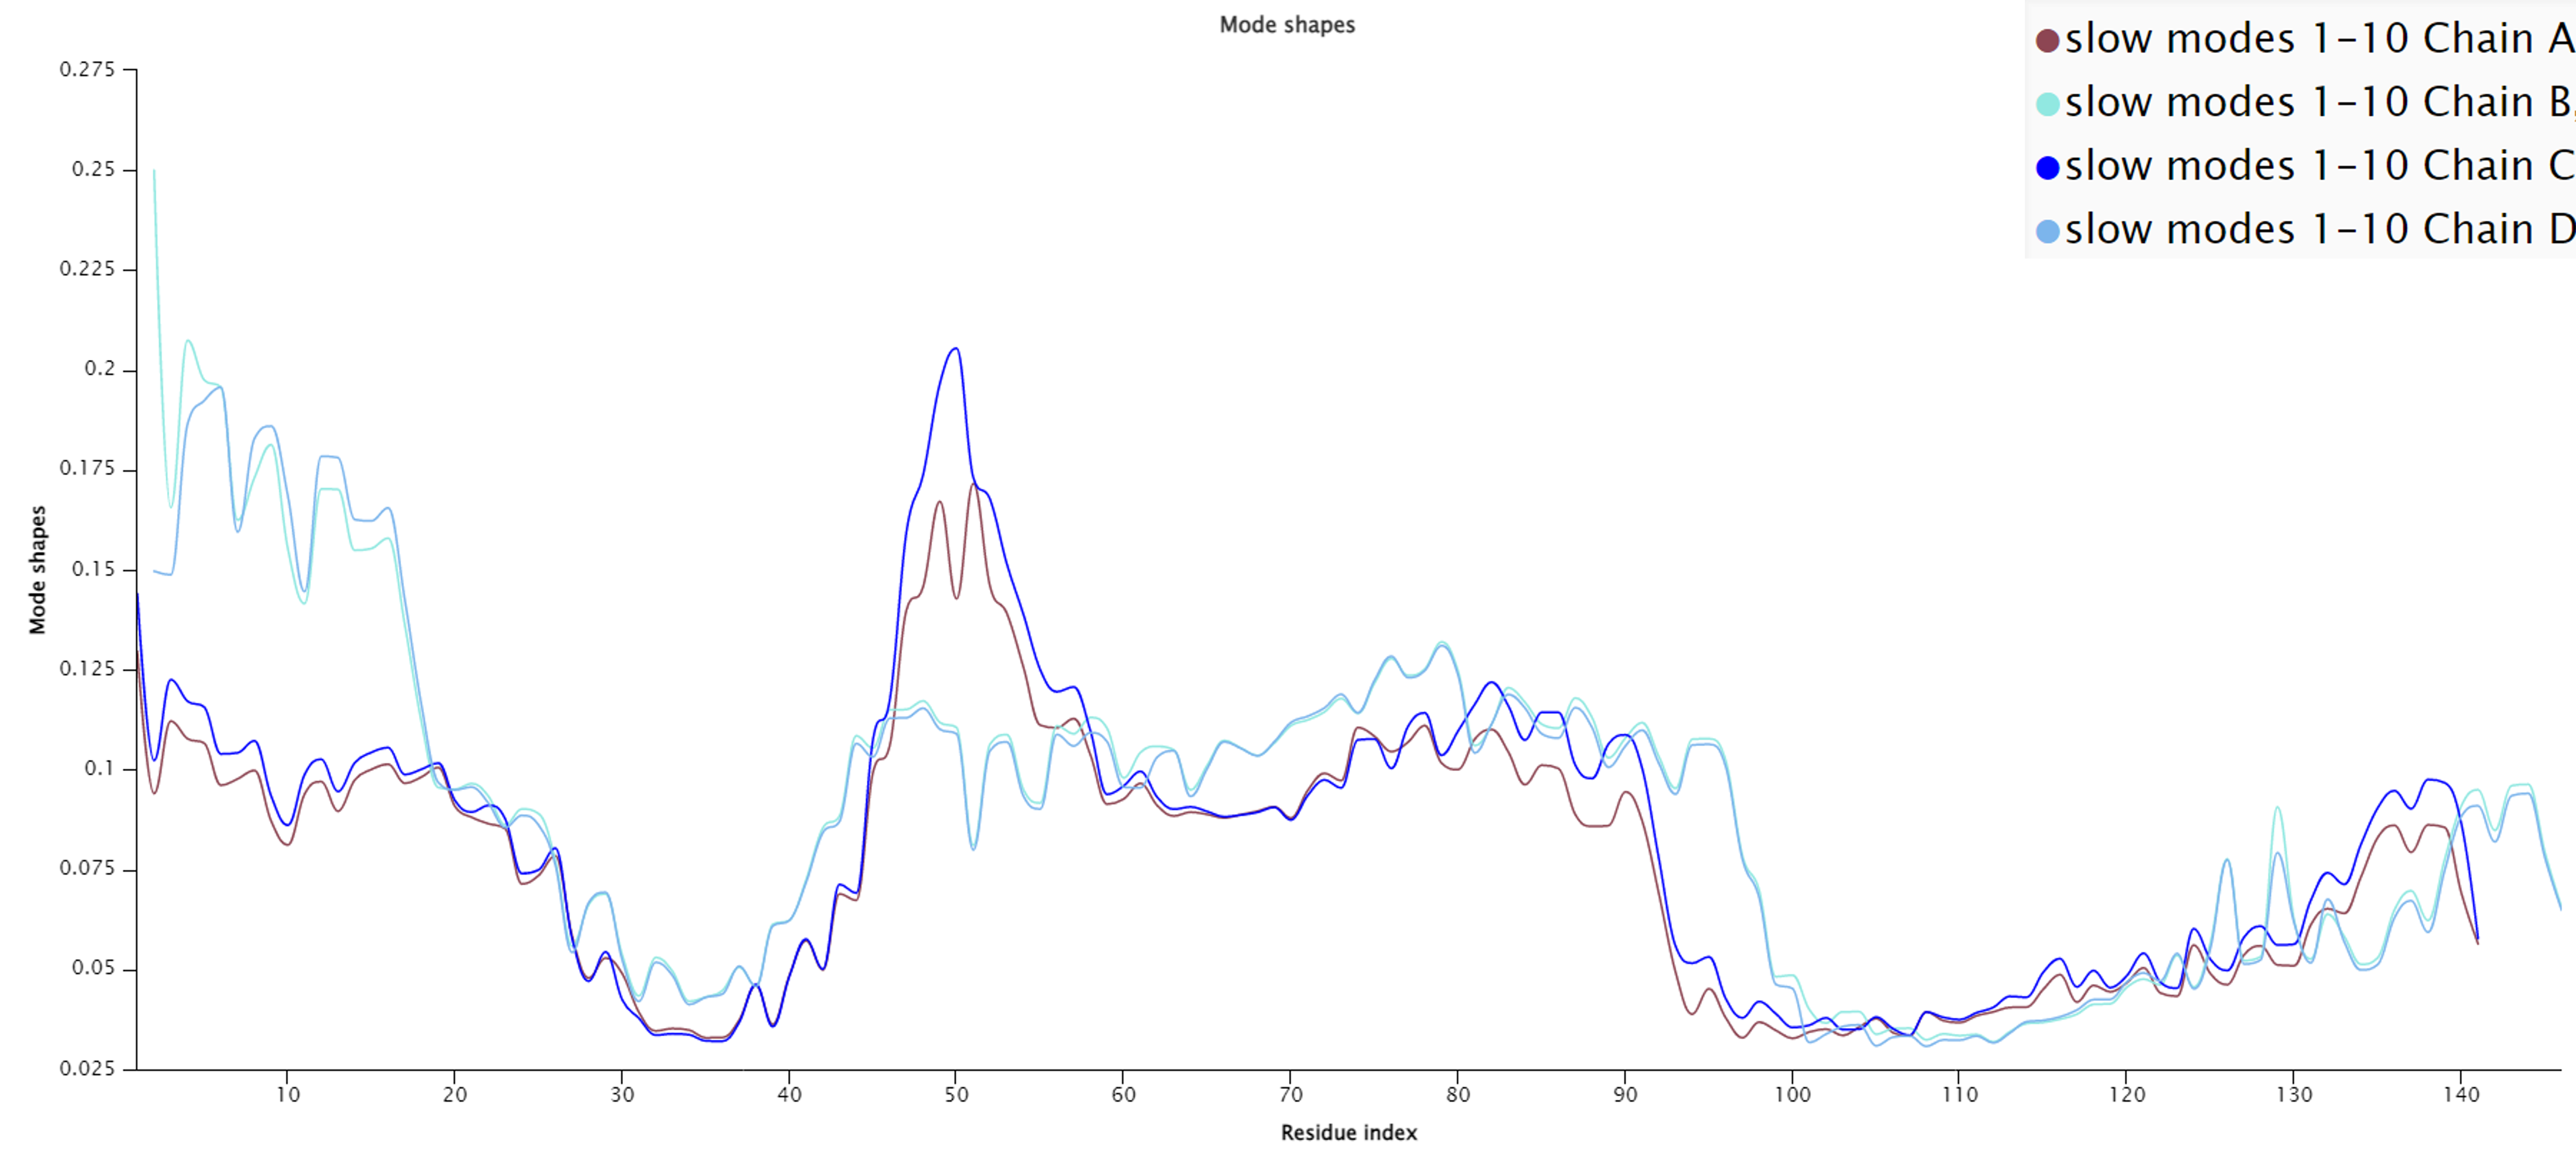 Mode shapes
slow modes 1-10 Chain A
slow modes 1-10 Chain B,
slow modes 1-10 Chain C
slow modes 1-10 Chain D
0.275
0.25
0.225
0.2
0.175
0.15
0.125
0.1
0.075
0.05
0.025
Mode shapes
10 20 30 40 50 60 70 80 90 100 110 120 130 140
Residue index